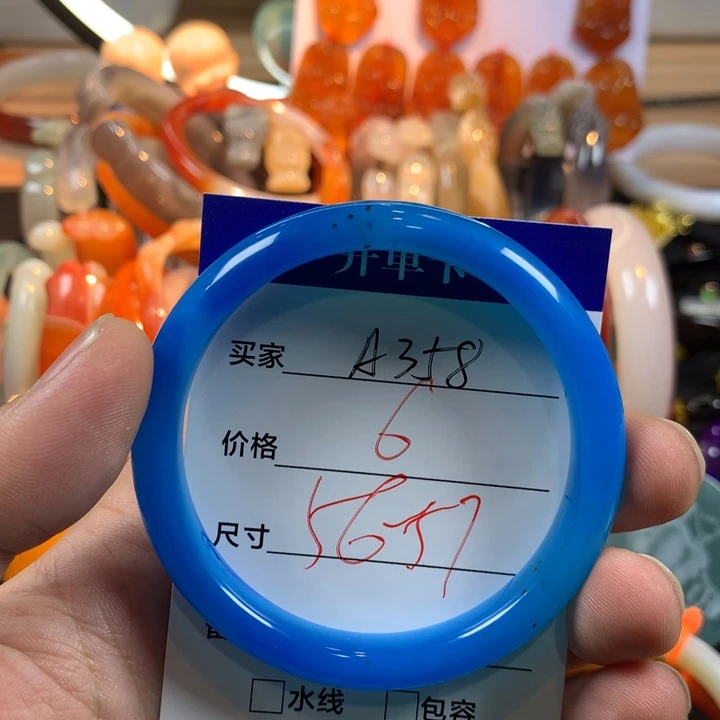 开单卡
买家 A358
价格 6
尺寸 56-57
水线 包容